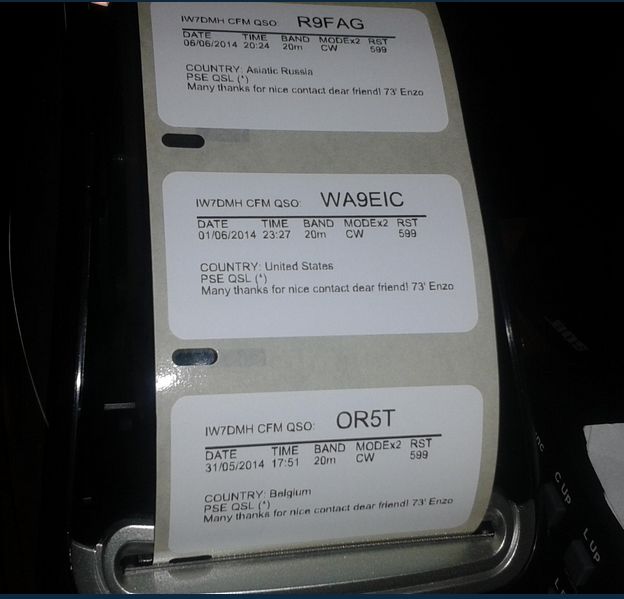 IW7DMH CFM QSO: R9FAG
DATE TIME BAND MODEx2 RST
06/06/2014 20:24 20m CW 599
COUNTRY: Asiatic Russia
PSE QSL (*)
Many thanks for nice contact dear friend! 73' Enzo
IW7DMH CFM QSO: WA9EIC
DATE TIME BAND MODEx2 RST
01/06/2014 23:27 20m CW 599
COUNTRY: United States
PSE QSL (*)
Many thanks for nice contact dear friend! 73' Enzo
IW7DMH CFM QSO: OR5T
DATE TIME BAND MODEx2 RST
31/05/2014 17:51 20m CW 599
COUNTRY: Belgium
PSE QSL (*)
Many thanks for nice contact dear friend! 73' Enzo
C Up
L Up